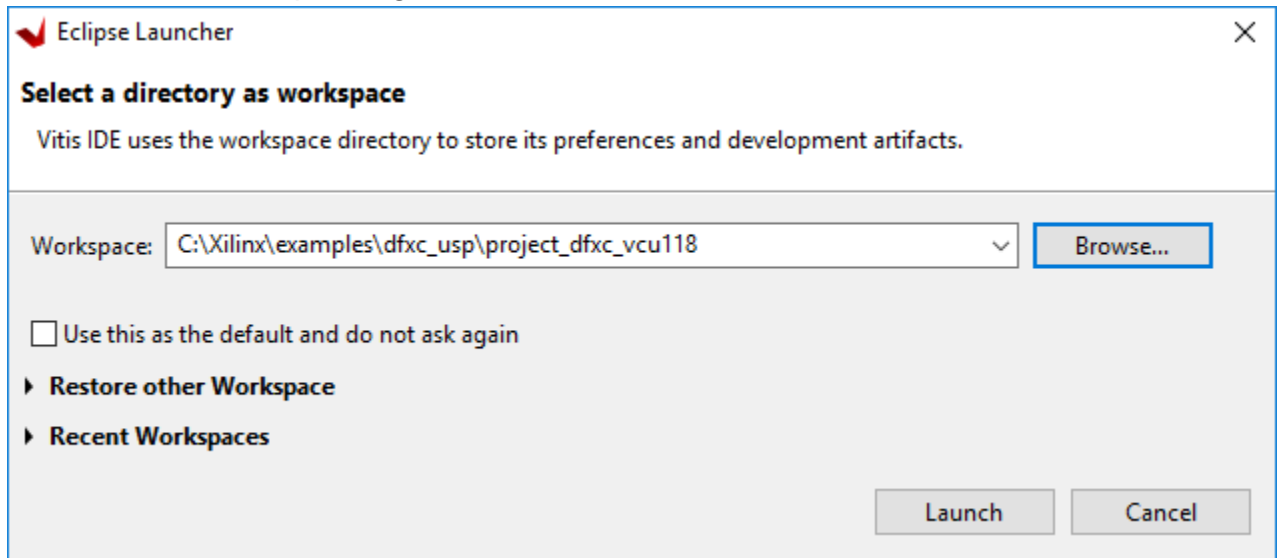 Eclipse Launcher
Select a directory as workspace
Vitis IDE uses the workspace directory to store its preferences and development artifacts.
Workspace: C:\Xilinx\examples\dfxc_usp\project_dfxc_vcu118 Browse...
Use this as the default and do not ask again
Restore other Workspace
Recent Workspaces
Launch Cancel